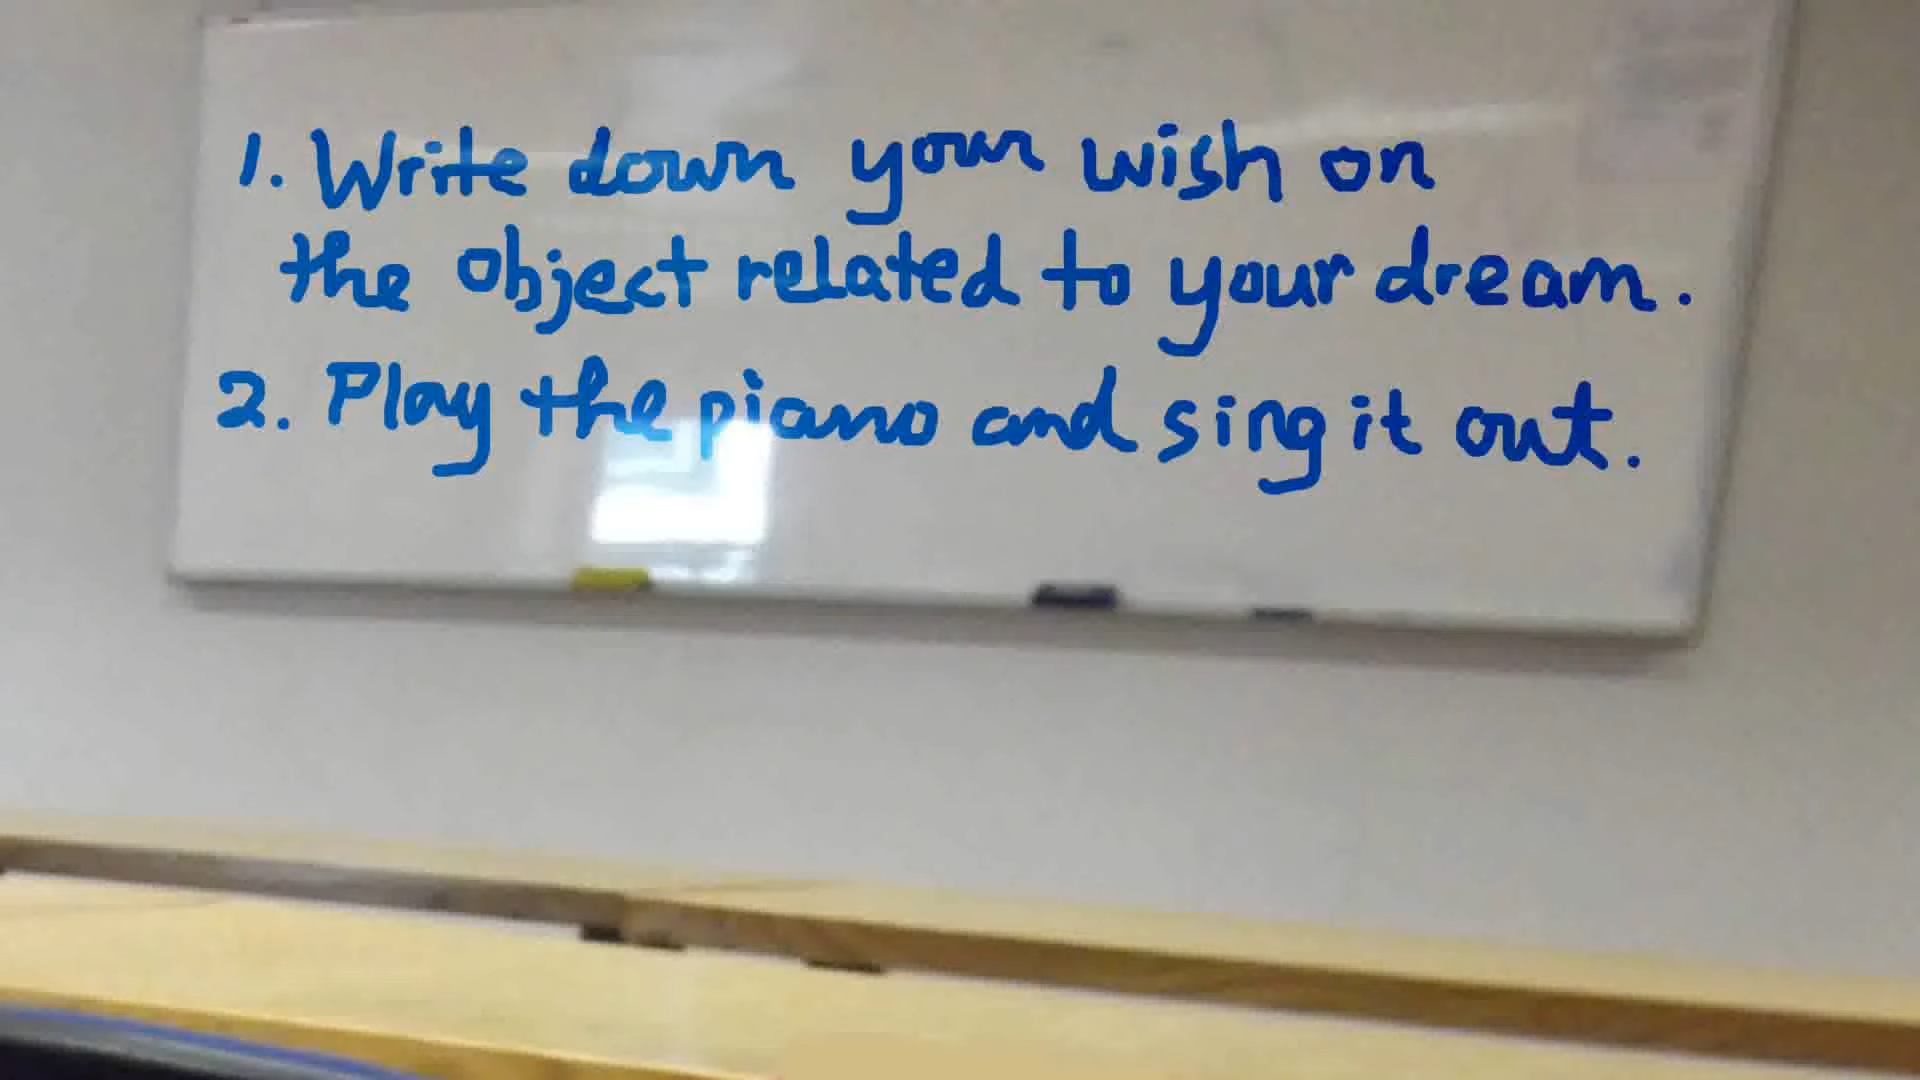 1. Write down your wish on
the object related to your dream.
2. Play the piano and sing it out.